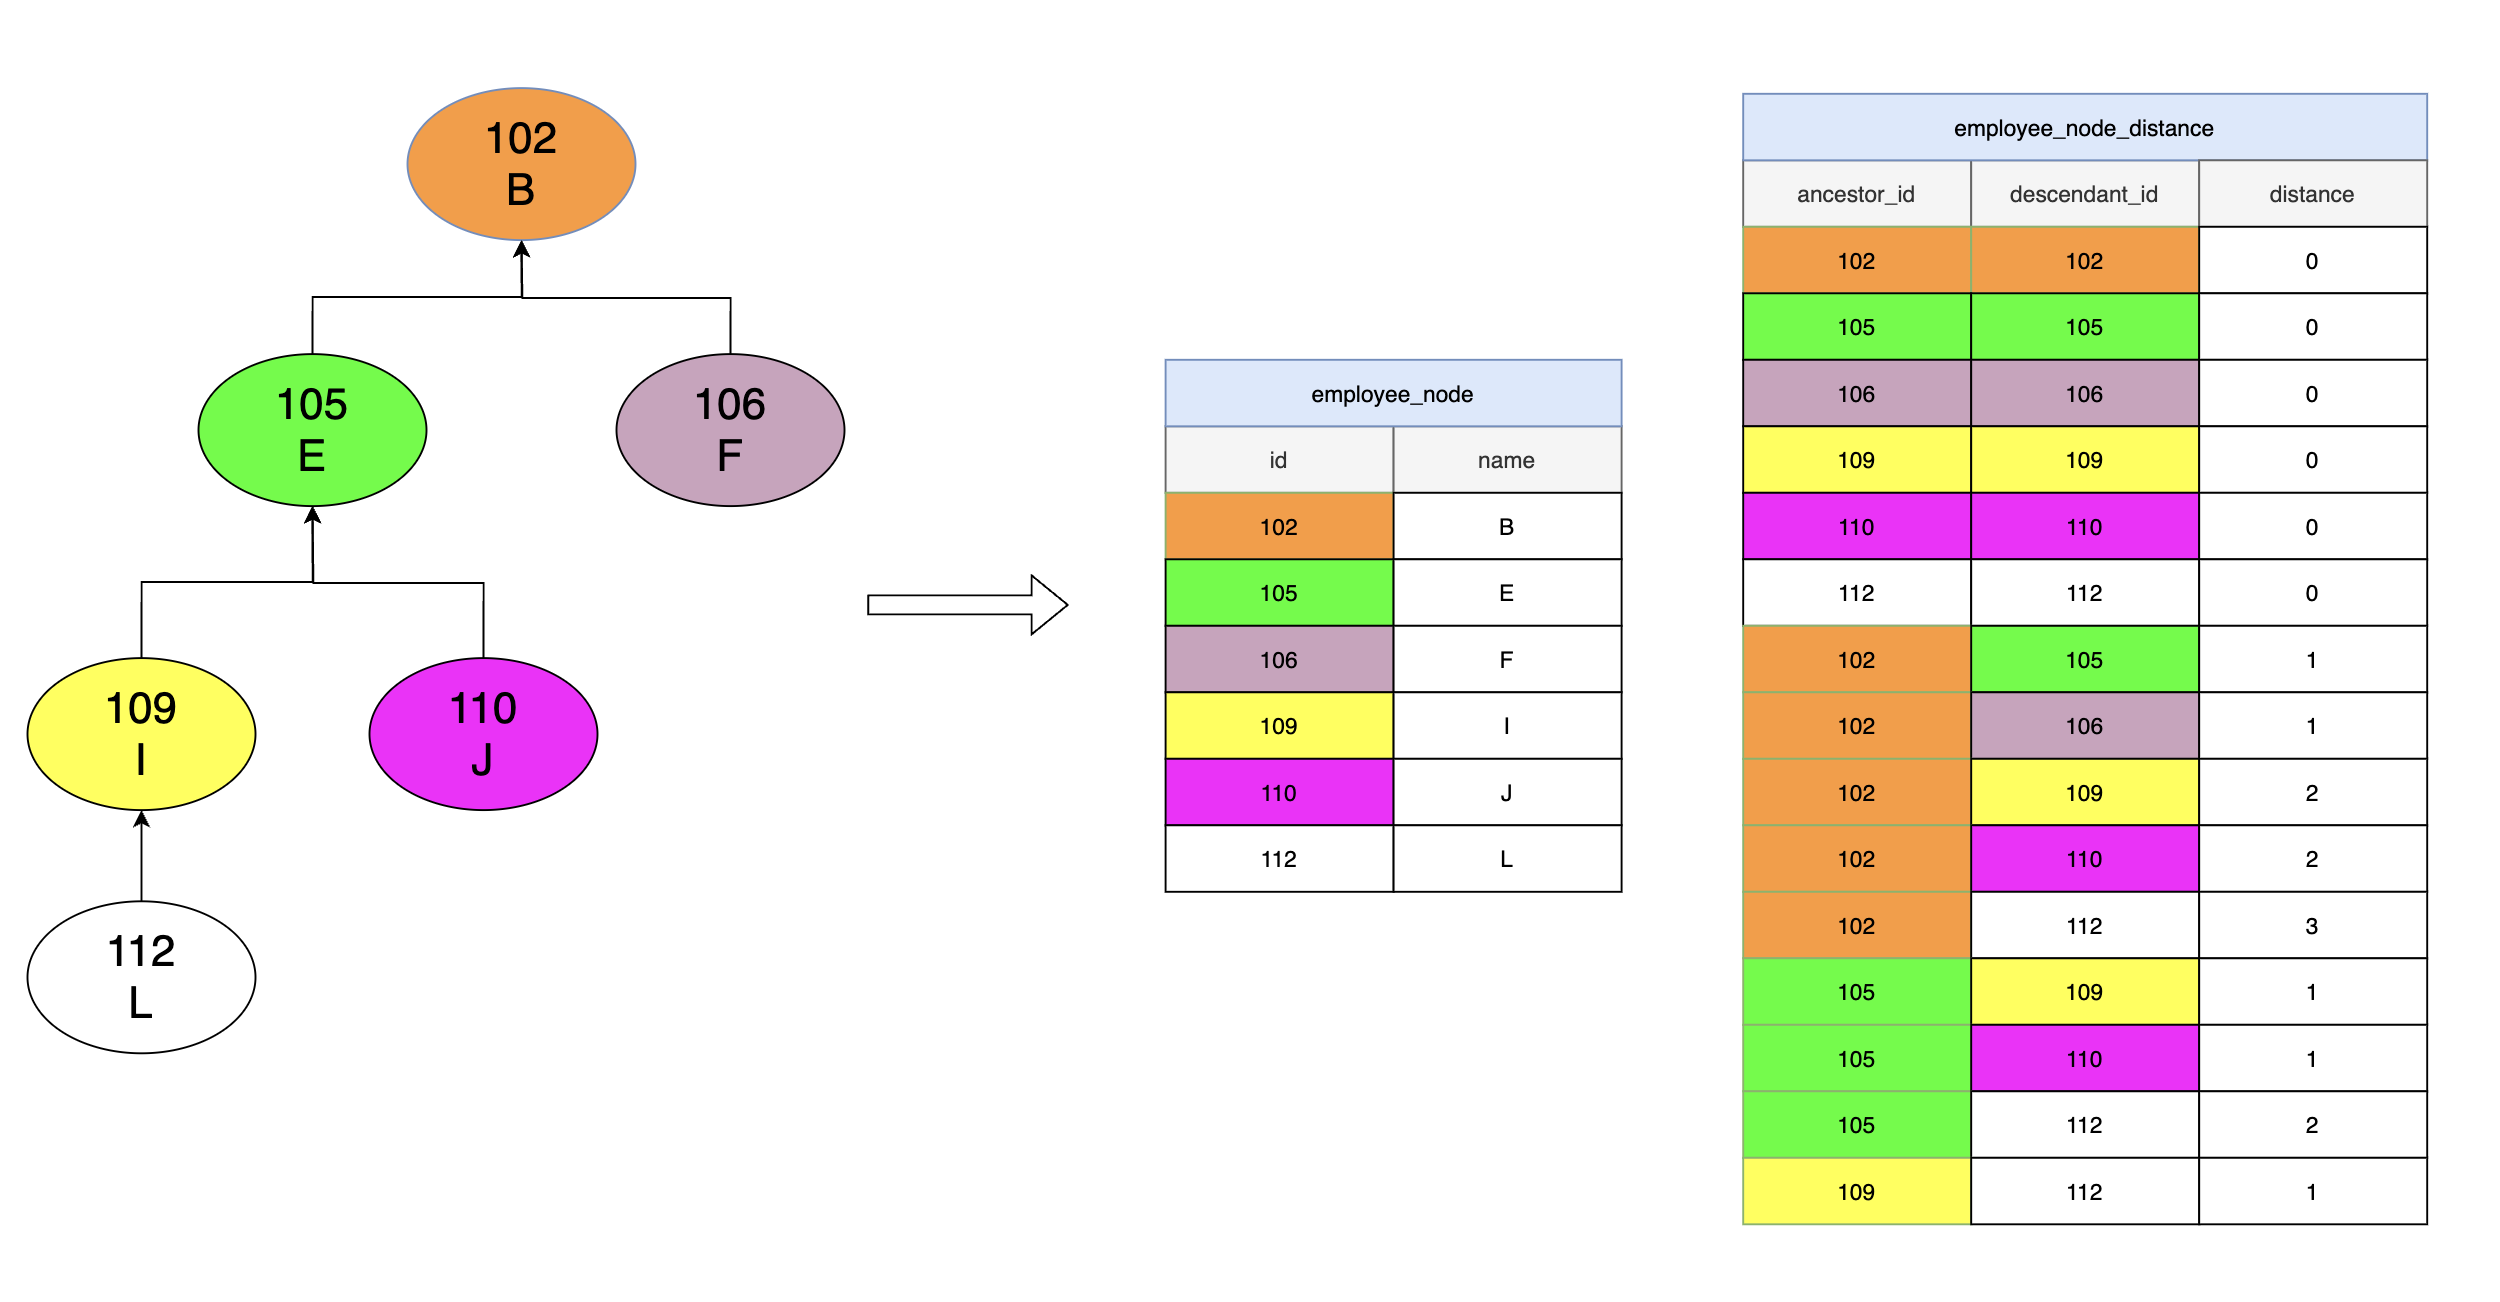 102
B
105
E
106
F
109
I
110
J
112
L
employee_node
id name
102 B
105 E
106 F
109 I
110 J
112 L
employee_node_distance
ancestor_id descendant_id distance
102 102 0
105 105 0
106 106 0
109 109 0
110 110 0
112 112 0
102 105 1
102 106 1
102 109 2
102 110 2
102 112 3
105 109 1
105 110 1
105 112 2
109 112 1